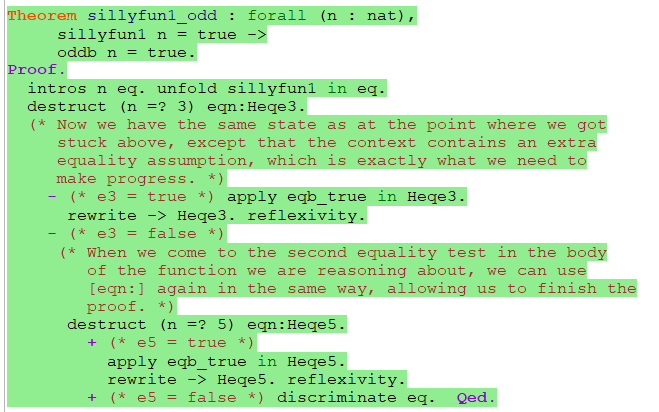 Theorem sillyfun1_odd : forall (n : nat),
     sillyfun1 n = true ->
     oddb n = true.
Proof.
  intros n eq. unfold sillyfun1 in eq.
  destruct (n =? 3) eqn:Heqe3.
  (* Now we have the same state as at the point where we got
     stuck above, except that the context contains an extra
     equality assumption, which is exactly what we need to
     make progress. *)
    - (* e3 = true *) apply eqb_true in Heqe3.
      rewrite -> Heqe3. reflexivity.
    - (* e3 = false *)
     (* When we come to the second equality test in the body
        of the function we are reasoning about, we can use
        [eqn:] again in the same way, allowing us to finish the
        proof. *)
      destruct (n =? 5) eqn:Heqe5.
        + (* e5 = true *)
          apply eqb_true in Heqe5.
          rewrite -> Heqe5. reflexivity.
        + (* e5 = false *) discriminate eq.  Qed.